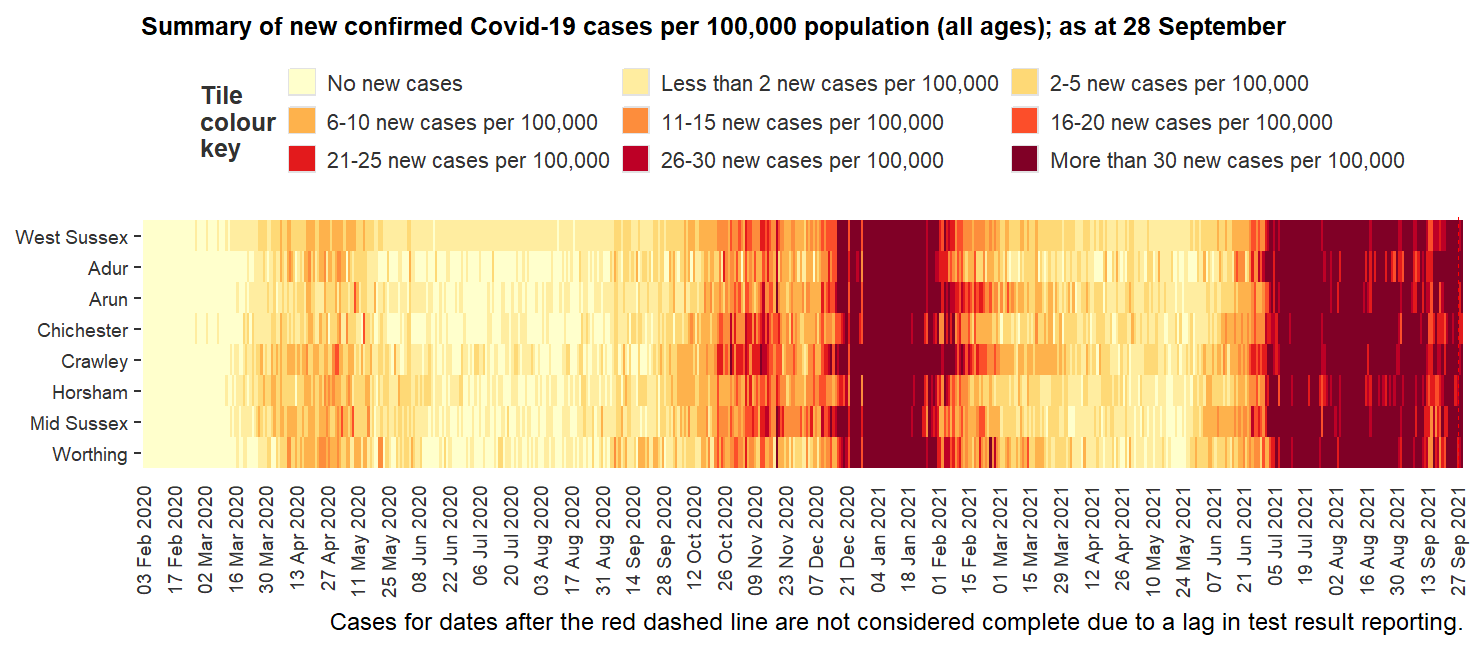 Summary of new confirmed Covid-19 cases per 100,000 population (all ages); as at 28 September
Tile
colour
key
No new cases
Less than 2 new cases per 100,000
2-5 new cases per 100,000
6-10 new cases per 100,000
11-15 new cases per 100,000
16-20 new cases per 100,000
21-25 new cases per 100,000
26-30 new cases per 100,000
More than 30 new cases per 100,000
West Sussex
Adur
Arun
Chichester
Crawley
Horsham
Mid Sussex
Worthing
03 Feb 2020
17 Feb 2020
02 Mar 2020
16 Mar 2020
30 Mar 2020
13 Apr 2020
27 Apr 2020
11 May 2020
25 May 2020
08 Jun 2020
22 Jun 2020
06 Jul 2020
20 Jul 2020
03 Aug 2020
17 Aug 2020
31 Aug 2020
14 Sep 2020
28 Sep 2020
12 Oct 2020
26 Oct 2020
09 Nov 2020
23 Nov 2020
07 Dec 2020
21 Dec 2020
04 Jan 2021
18 Jan 2021
01 Feb 2021
15 Feb 2021
01 Mar 2021
15 Mar 2021
29 Mar 2021
12 Apr 2021
26 Apr 2021
10 May 2021
24 May 2021
07 Jun 2021
21 Jun 2021
05 Jul 2021
19 Jul 2021
02 Aug 2021
16 Aug 2021
30 Aug 2021
13 Sep 2021
27 Sep 2021
Cases for dates after the red dashed line are not considered complete due to a lag in test result reporting.